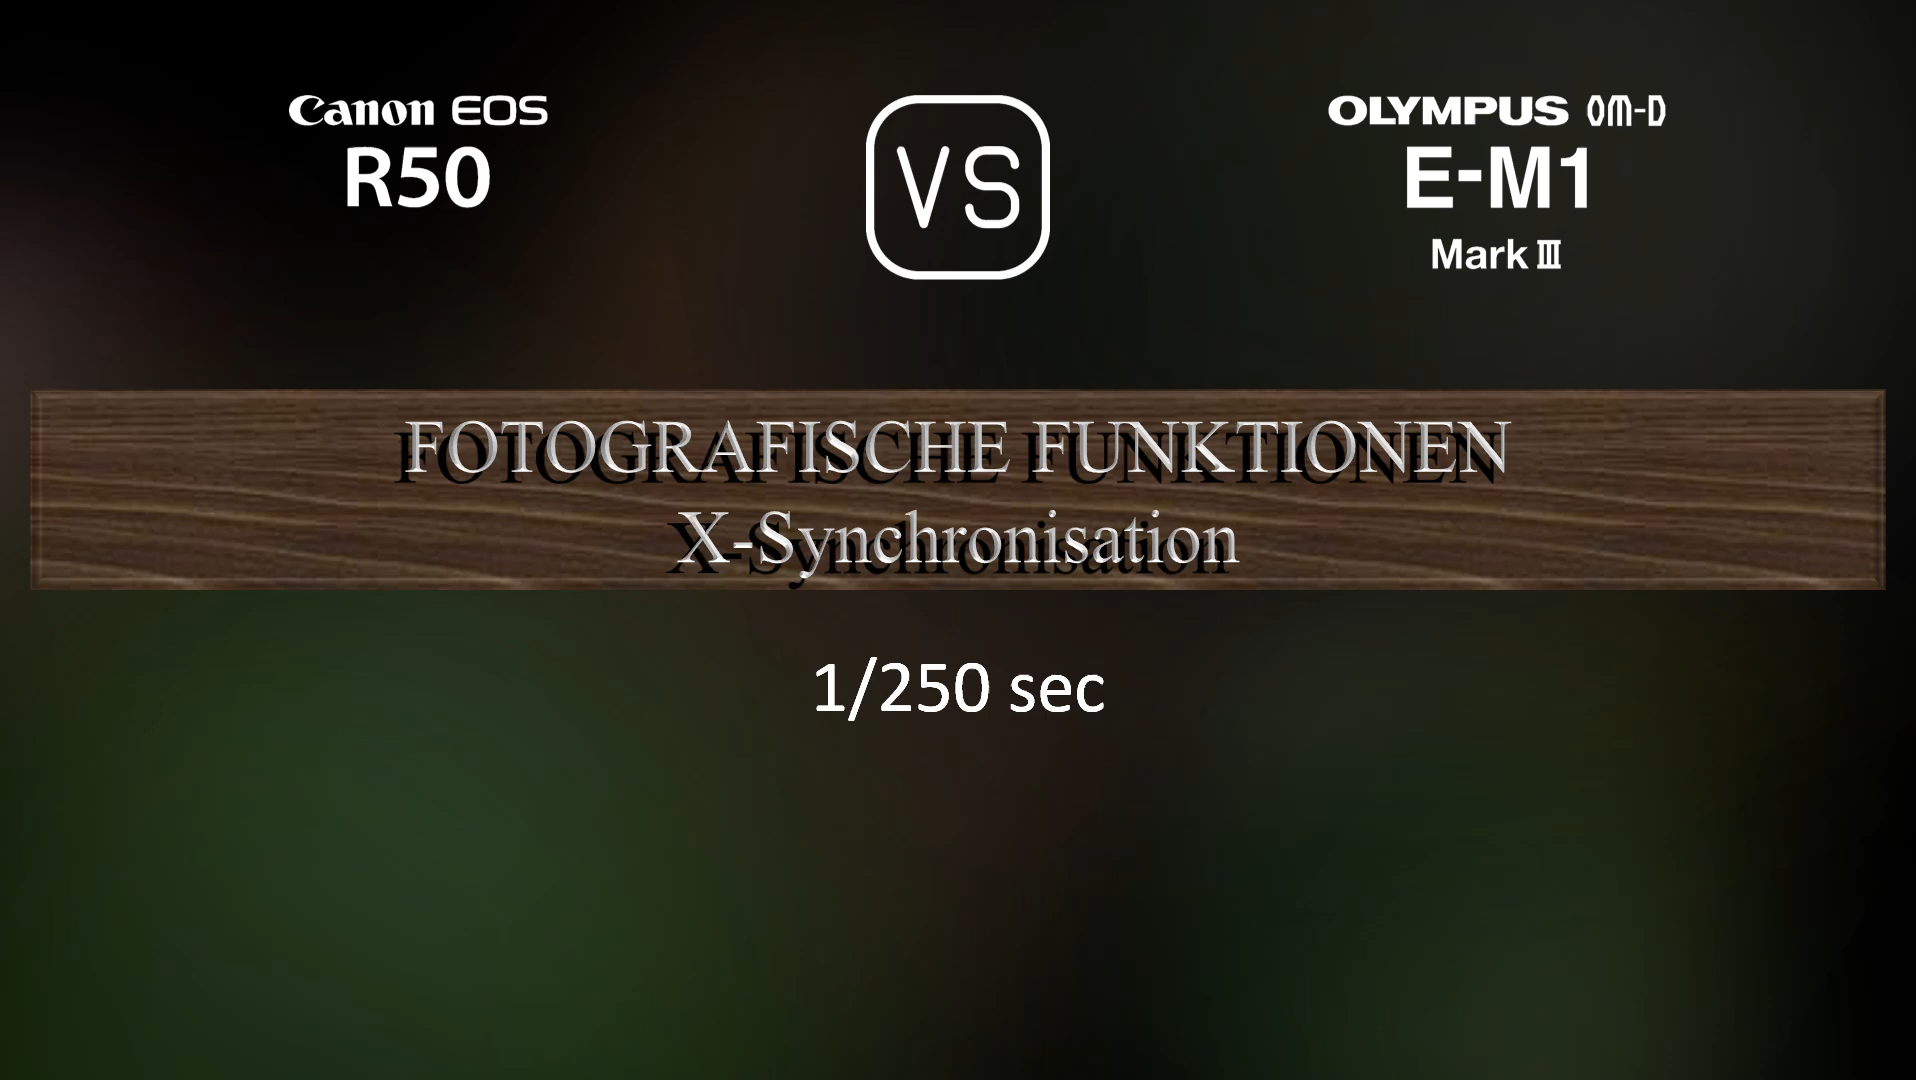 Canon EOS
R50
VS
OLYMPUS OM-D
E-M1
Mark III
FOTOGRAFISCHE FUNKTIONEN
X-Synchronisation
1/250 sec